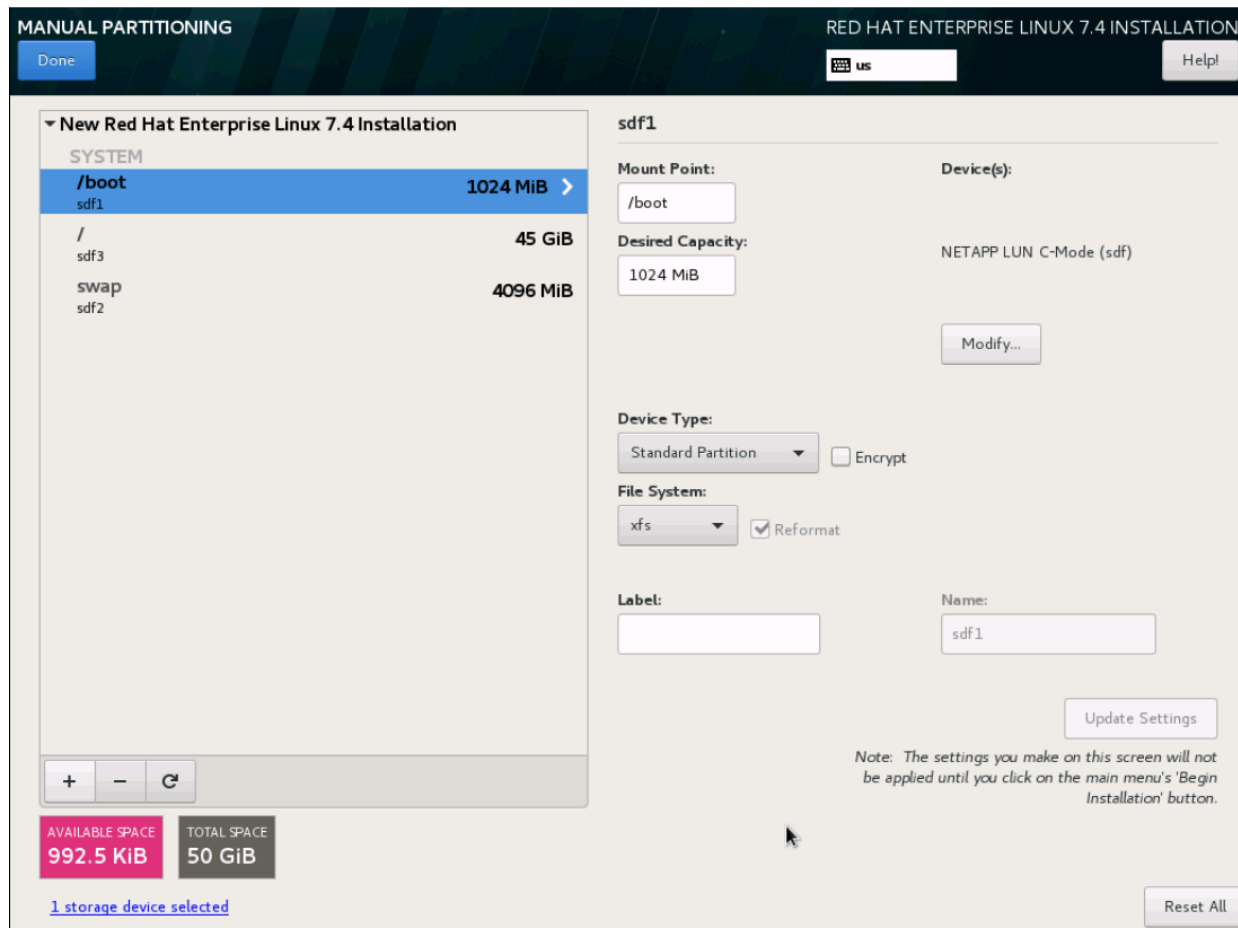 MANUAL PARTITIONING
RED HAT ENTERPRISE LINUX 7.4 INSTALLATION
Done
us
Help!
New Red Hat Enterprise Linux 7.4 Installation
SYSTEM
/boot
1024 MiB
sdf1
/
45 GiB
sdf3
swap
4096 MiB
sdf2
sdf1
Mount Point:
Device(s):
/boot
Desired Capacity:
NETAPP LUN C-Mode (sdf)
1024 MiB
Modify...
Device Type:
Standard Partition
Encrypt
File System:
xfs
Reformat
Label:
Name:
sdf1
Update Settings
Note: The settings you make on this screen will not
be applied until you click on the main menu's 'Begin
Installation' button.
+ −
AVAILABLE SPACE
992.5 KiB
TOTAL SPACE
50 GiB
1 storage device selected
Reset All